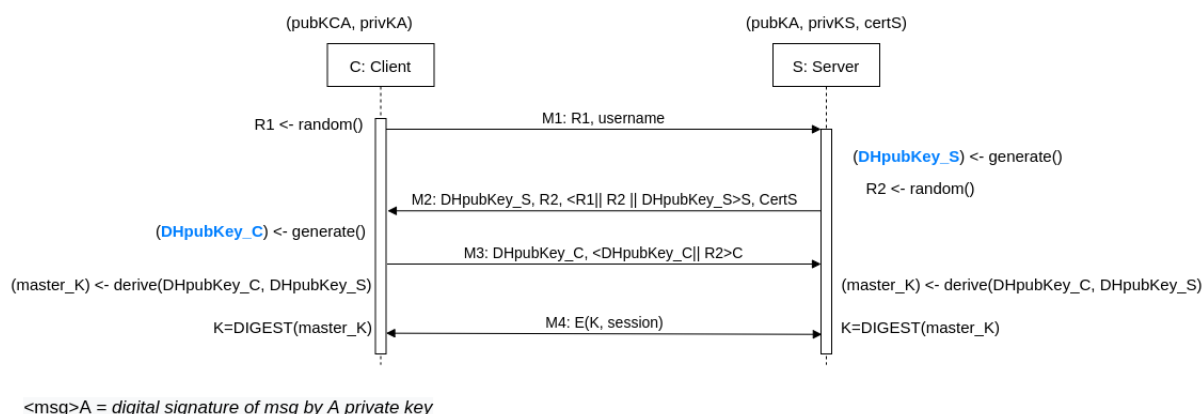 (pubKCA, privKA)
(pubKA, privKS, certS)
C: Client
S: Server
R1 <- random()
M1: R1, username
(DHpubKey_S) <- generate()
R2 <- random()
M2: DHpubKey_S, R2, <R1|| R2 || DHpubKey_S>S, CertS
(DHpubKey_C) <- generate()
M3: DHpubKey_C, <DHpubKey_C|| R2>C
(master_K) <- derive(DHpubKey_C, DHpubKey_S)
(master_K) <- derive(DHpubKey_C, DHpubKey_S)
K=DIGEST(master_K)
M4: E(K, session)
K=DIGEST(master_K)
<msg>A = digital signature of msg by A private key